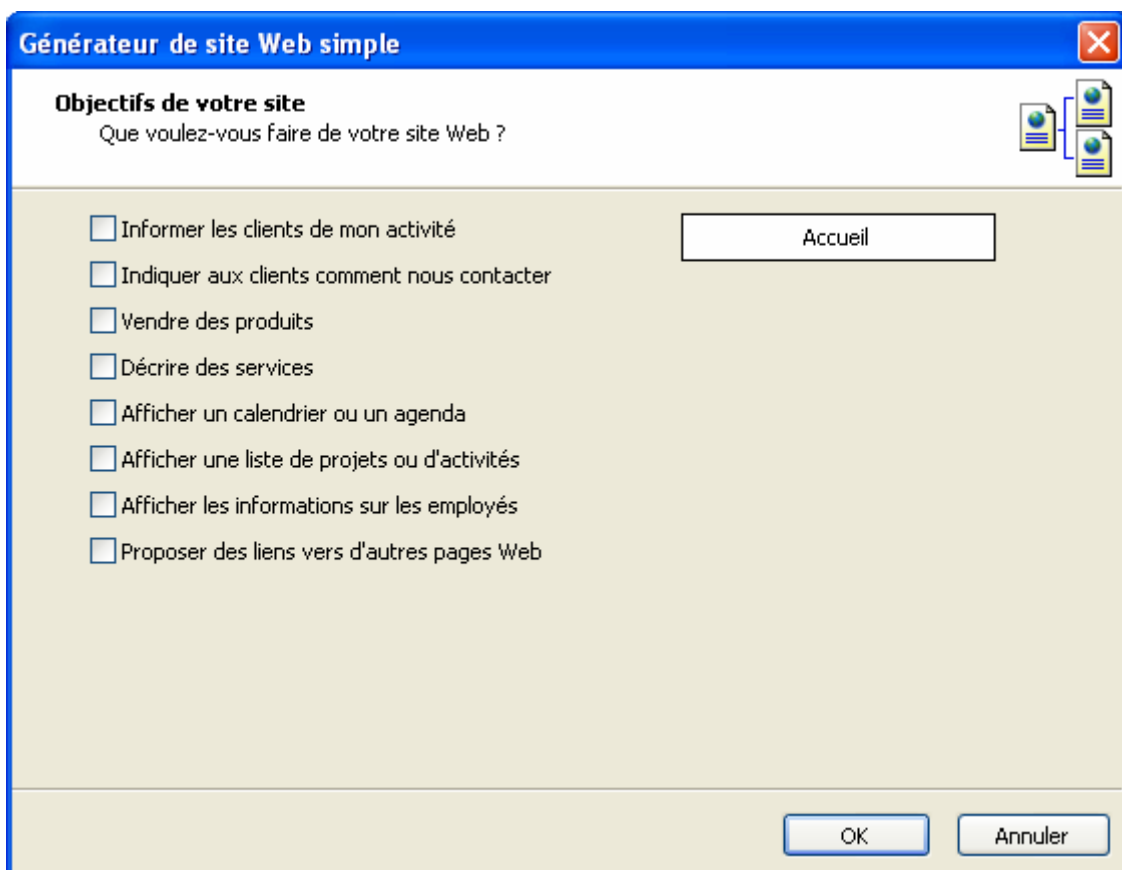 Générateur de site Web simple
Objectifs de votre site
Que voulez-vous faire de votre site Web ?
Informer les clients de mon activité
Accueil
Indiquer aux clients comment nous contacter
Vendre des produits
Décrire des services
Afficher un calendrier ou un agenda
Afficher une liste de projets ou d'activités
Afficher les informations sur les employés
Proposer des liens vers d'autres pages Web
OK
Annuler